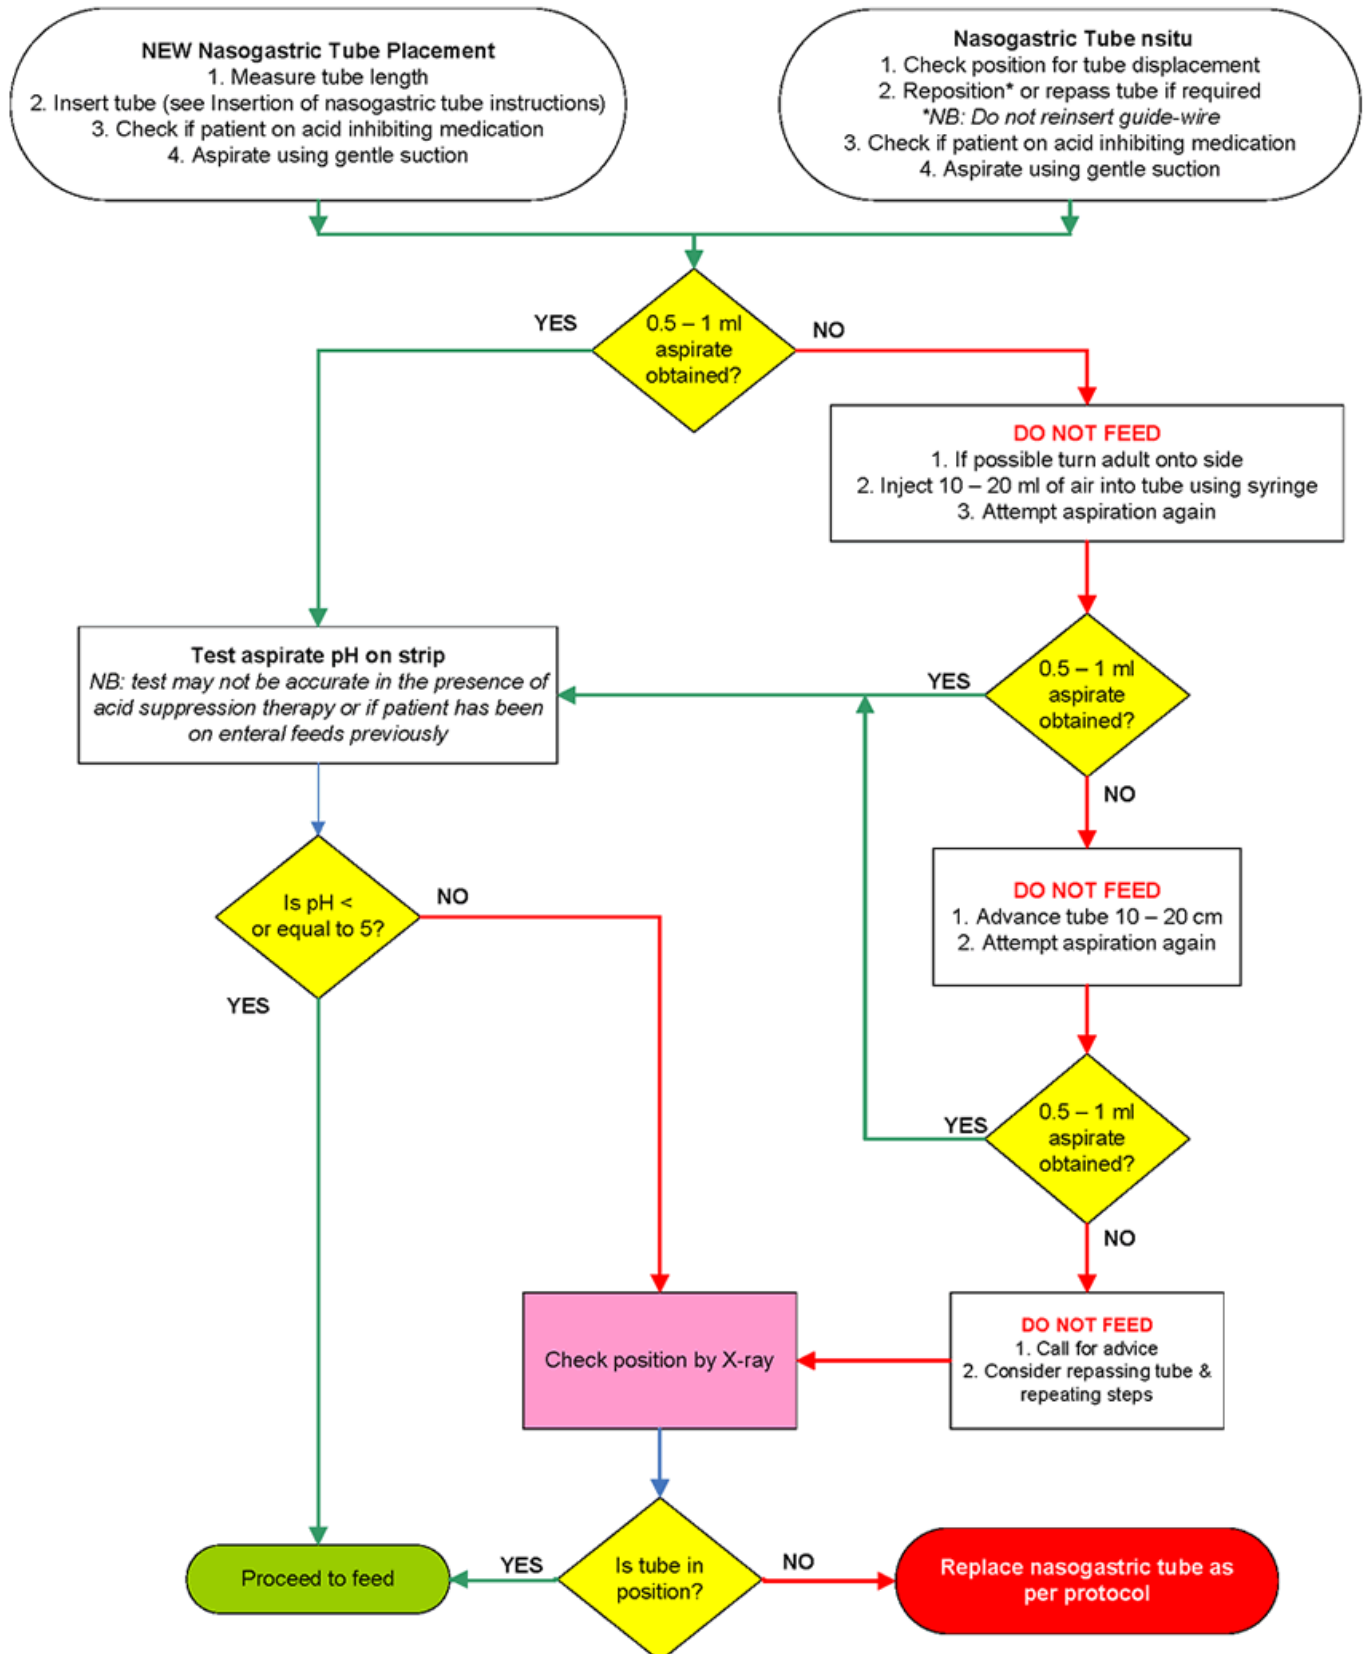 NEW Nasogastric Tube Placement
1. Measure tube length
2. Insert tube (see Insertion of nasogastric tube instructions)
3. Check if patient on acid inhibiting medication
4. Aspirate using gentle suction
Nasogastric Tube nsitu
1. Check position for tube displacement
2. Reposition* or repass tube if required
*NB: Do not reinsert guide-wire
3. Check if patient on acid inhibiting medication
4. Aspirate using gentle suction
0.5 – 1 ml
aspirate
obtained?
YES
NO
DO NOT FEED
1. If possible turn adult onto side
2. Inject 10 – 20 ml of air into tube using syringe
3. Attempt aspiration again
Test aspirate pH on strip
NB: test may not be accurate in the presence of
acid suppression therapy or if patient has been
on enteral feeds previously
YES
0.5 – 1 ml
aspirate
obtained?
NO
Is pH <
or equal to 5?
NO
YES
DO NOT FEED
1. Advance tube 10 – 20 cm
2. Attempt aspiration again
YES
0.5 – 1 ml
aspirate
obtained?
NO
Check position by X-ray
DO NOT FEED
1. Call for advice
2. Consider repassing tube &
repeating steps
Proceed to feed
YES
Is tube in
position?
NO
Replace nasogastric tube as
per protocol